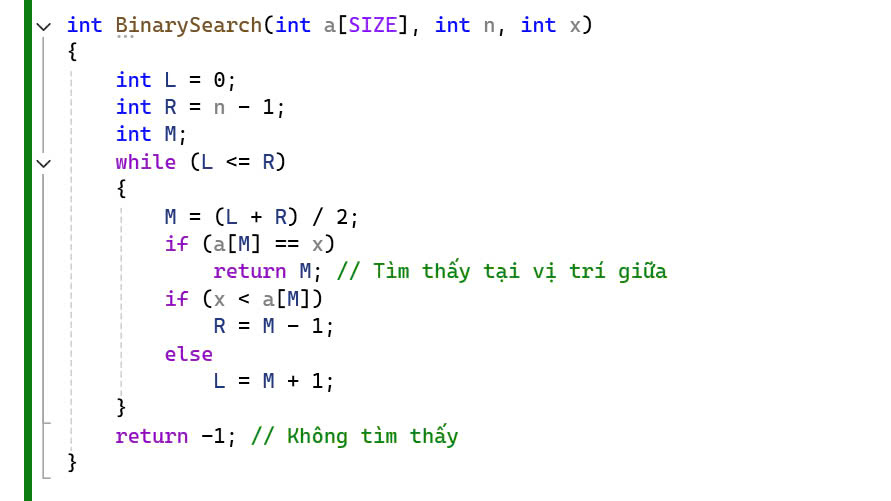 int BinarySearch(int a[SIZE], int n, int x)
{
    int L = 0;
    int R = n - 1;
    int M;
    while (L <= R)
    {
        M = (L + R) / 2;
        if (a[M] == x)
            return M; // Tìm thấy tại vị trí giữa
        if (x < a[M])
            R = M - 1;
        else
            L = M + 1;
    }
    return -1; // Không tìm thấy
}